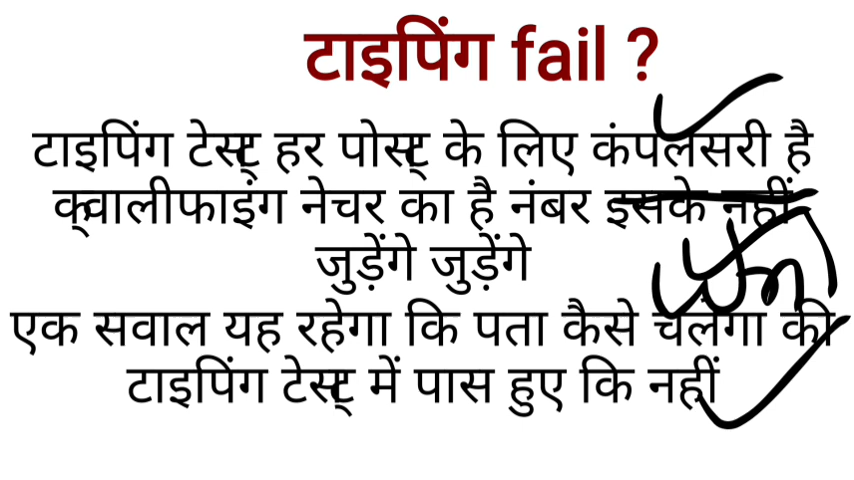 टाइपिंग fail ?
टाइपिंग टेस्ट हर पोस्ट के लिए कंपलसरी है
क्वालीफाइंग नेचर का है नंबर इसके नहीं
जुड़ेंगे जुड़ेंगे
एक सवाल यह रहेगा कि पता कैसे चलेगा की
टाइपिंग टेस्ट में पास हुए कि नहीं